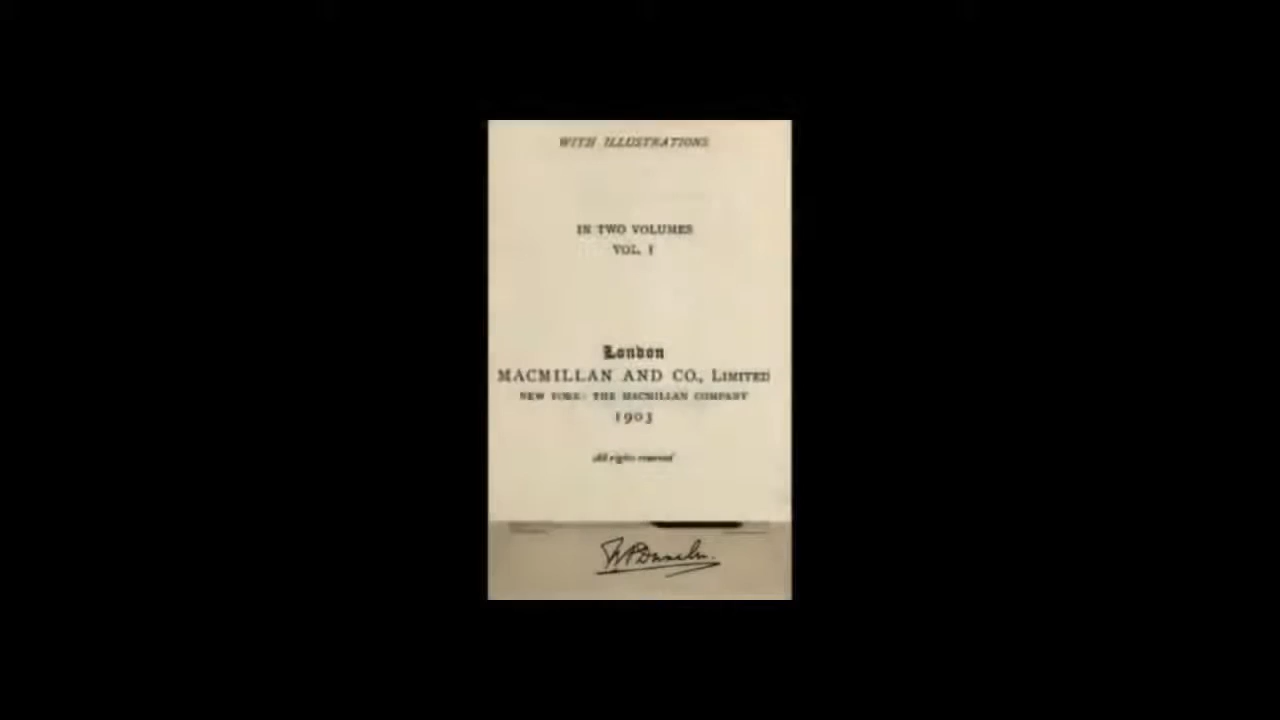 WITH ILLUSTRATIONS
IN TWO VOLUMES
VOL. I
London
MACMILLAN AND CO., LIMITED
NEW YORK: THE MACMILLAN COMPANY
1903
All rights reserved